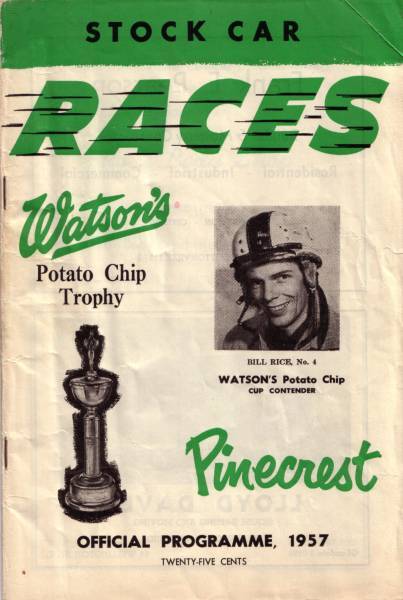 STOCK CAR
RACES
Watson's
Potato Chip
Trophy
BILL RICE, No. 4
WATSON'S Potato Chip
CUP CONTENDER
Pinecrest
OFFICIAL PROGRAMME, 1957
TWENTY-FIVE CENTS